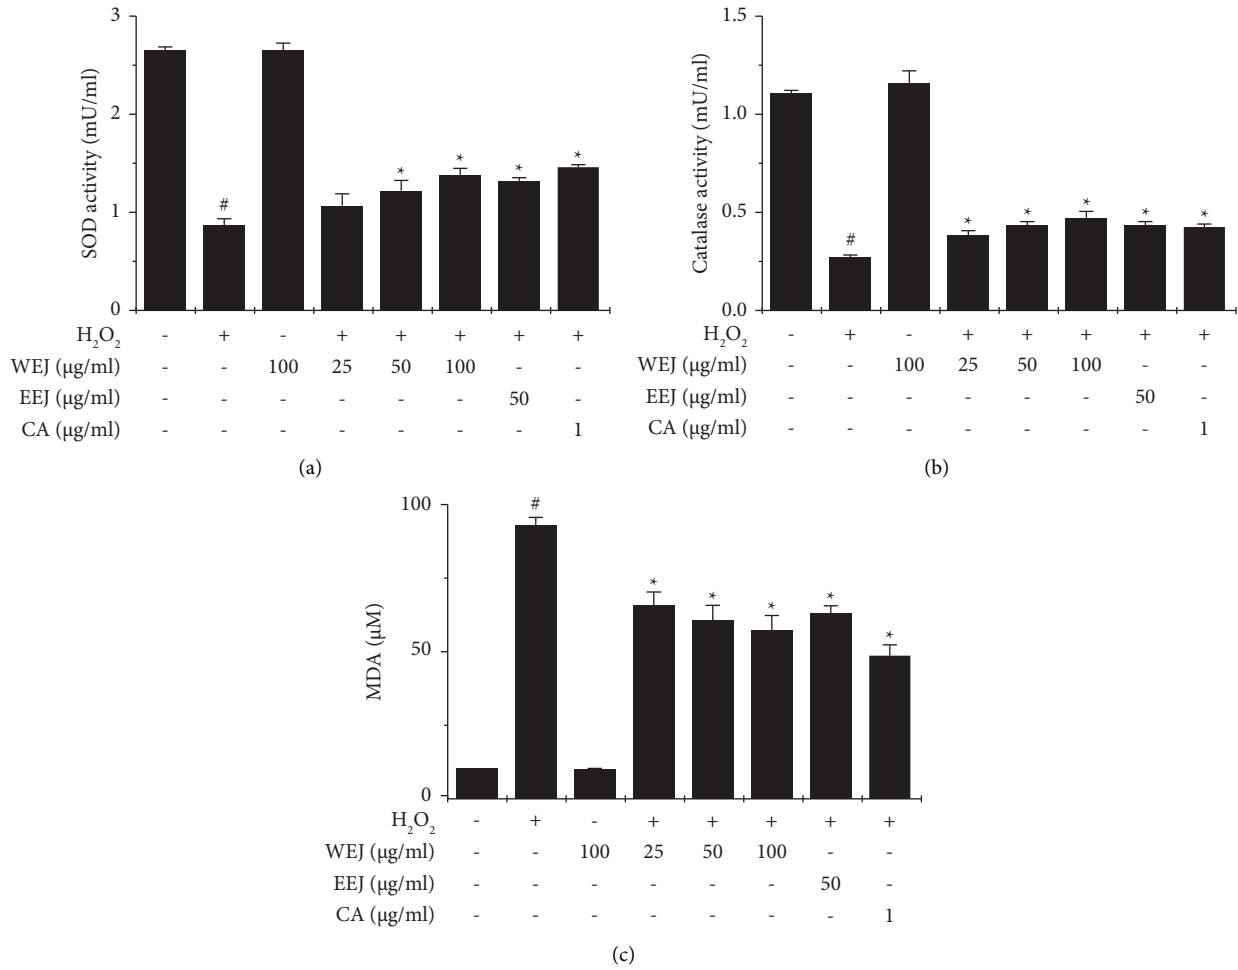 3
2
1
0
SOD activity (mU/ml)
#
*
*
*
*
H₂O₂ - + - + + + + +
WEJ (µg/ml) - - 100 25 50 100 - -
EEJ (µg/ml) - - - - - - 50 -
CA (µg/ml) - - - - - - - 1
(a)
1.5
1.0
0.5
0.0
Catalase activity (mU/ml)
#
*
*
*
*
*
H₂O₂ - + - + + + + +
WEJ (µg/ml) - - 100 25 50 100 - -
EEJ (µg/ml) - - - - - - 50 -
CA (µg/ml) - - - - - - - 1
(b)
100
50
0
MDA (µM)
#
*
*
*
*
*
H₂O₂ - + - + + + + +
WEJ (µg/ml) - - 100 25 50 100 - -
EEJ (µg/ml) - - - - - - 50 -
CA (µg/ml) - - - - - - - 1
(c)